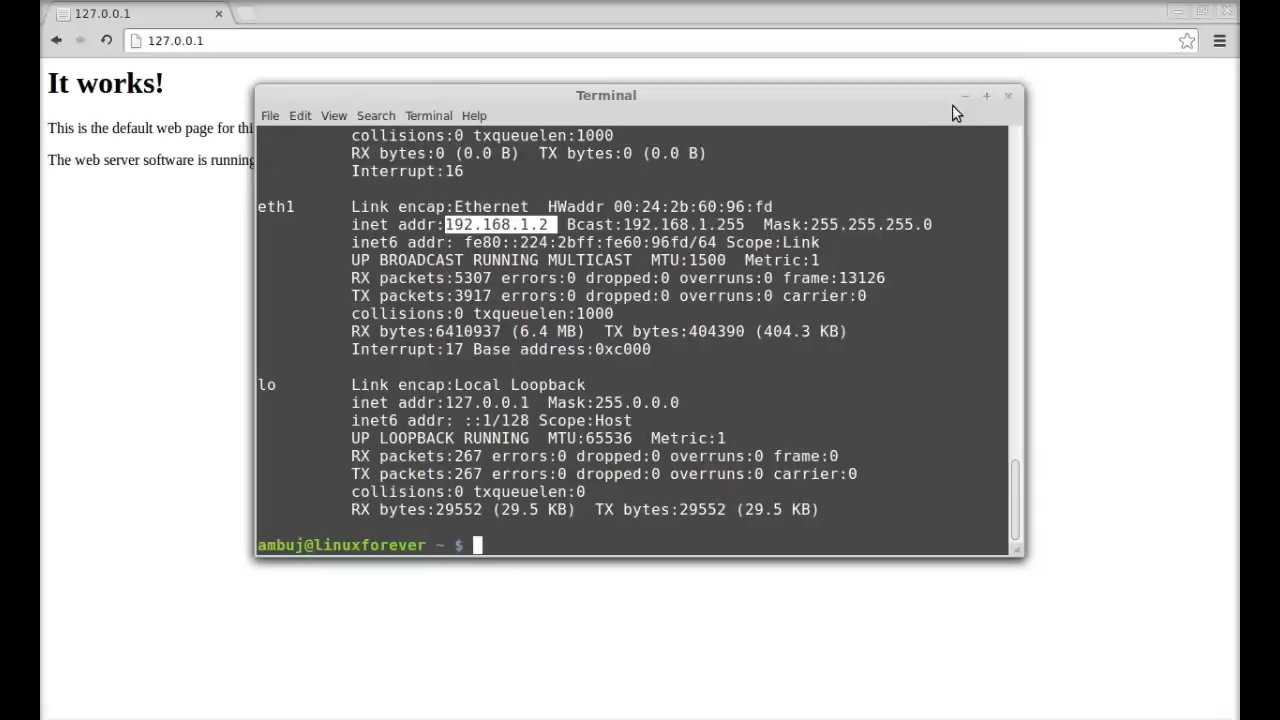 127.0.0.1
127.0.0.1
It works!
This is the default web page for thi
The web server software is running
Terminal
File Edit View Search Terminal Help
collisions:0 txqueuelen:1000
RX bytes:0 (0.0 B)  TX bytes:0 (0.0 B)
Interrupt:16
eth1      Link encap:Ethernet  HWaddr 00:24:2b:60:96:fd
inet addr:192.168.1.2  Bcast:192.168.1.255  Mask:255.255.255.0
inet6 addr: fe80::224:2bff:fe60:96fd/64 Scope:Link
UP BROADCAST RUNNING MULTICAST  MTU:1500  Metric:1
RX packets:5307 errors:0 dropped:0 overruns:0 frame:13126
TX packets:3917 errors:0 dropped:0 overruns:0 carrier:0
collisions:0 txqueuelen:1000
RX bytes:6410937 (6.4 MB)  TX bytes:404390 (404.3 KB)
Interrupt:17 Base address:0xc000
lo        Link encap:Local Loopback
inet addr:127.0.0.1  Mask:255.0.0.0
inet6 addr: ::1/128 Scope:Host
UP LOOPBACK RUNNING  MTU:65536  Metric:1
RX packets:267 errors:0 dropped:0 overruns:0 frame:0
TX packets:267 errors:0 dropped:0 overruns:0 carrier:0
collisions:0 txqueuelen:0
RX bytes:29552 (29.5 KB)  TX bytes:29552 (29.5 KB)
ambuj@linuxforever ~ $